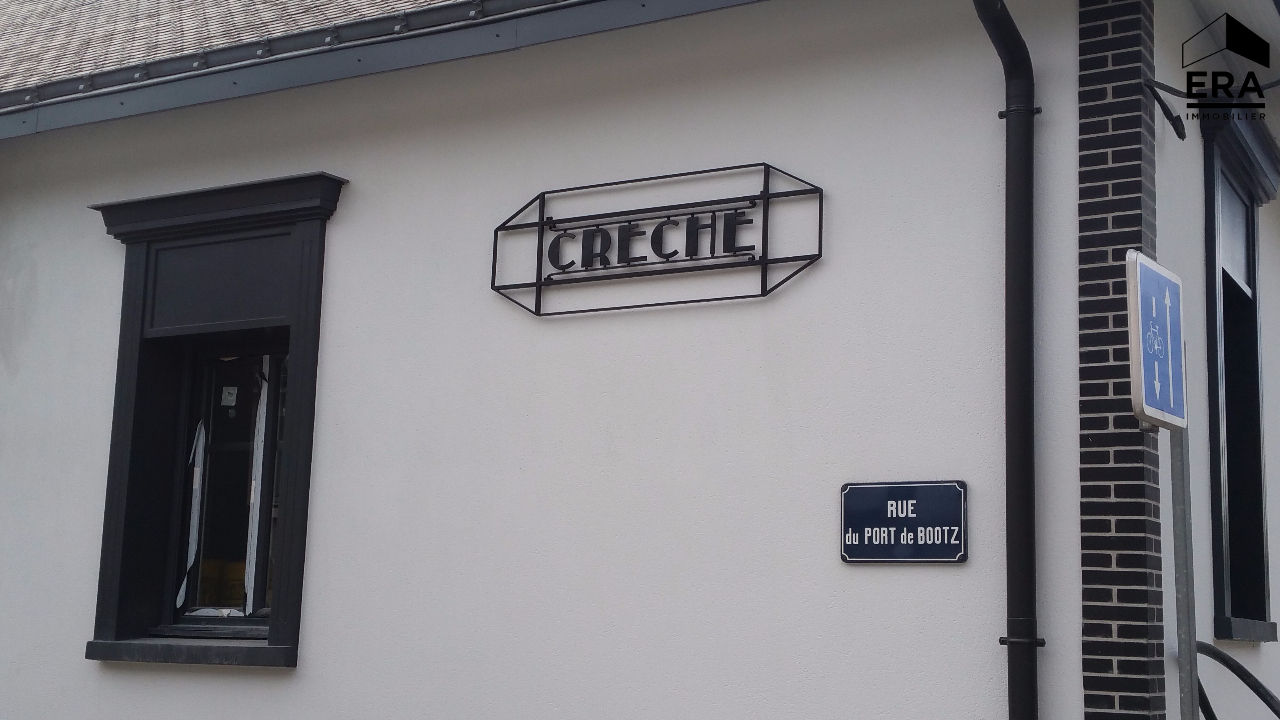 ERA
IMMOBILIER
CRECHE
RUE
du PORT de BOOTZ